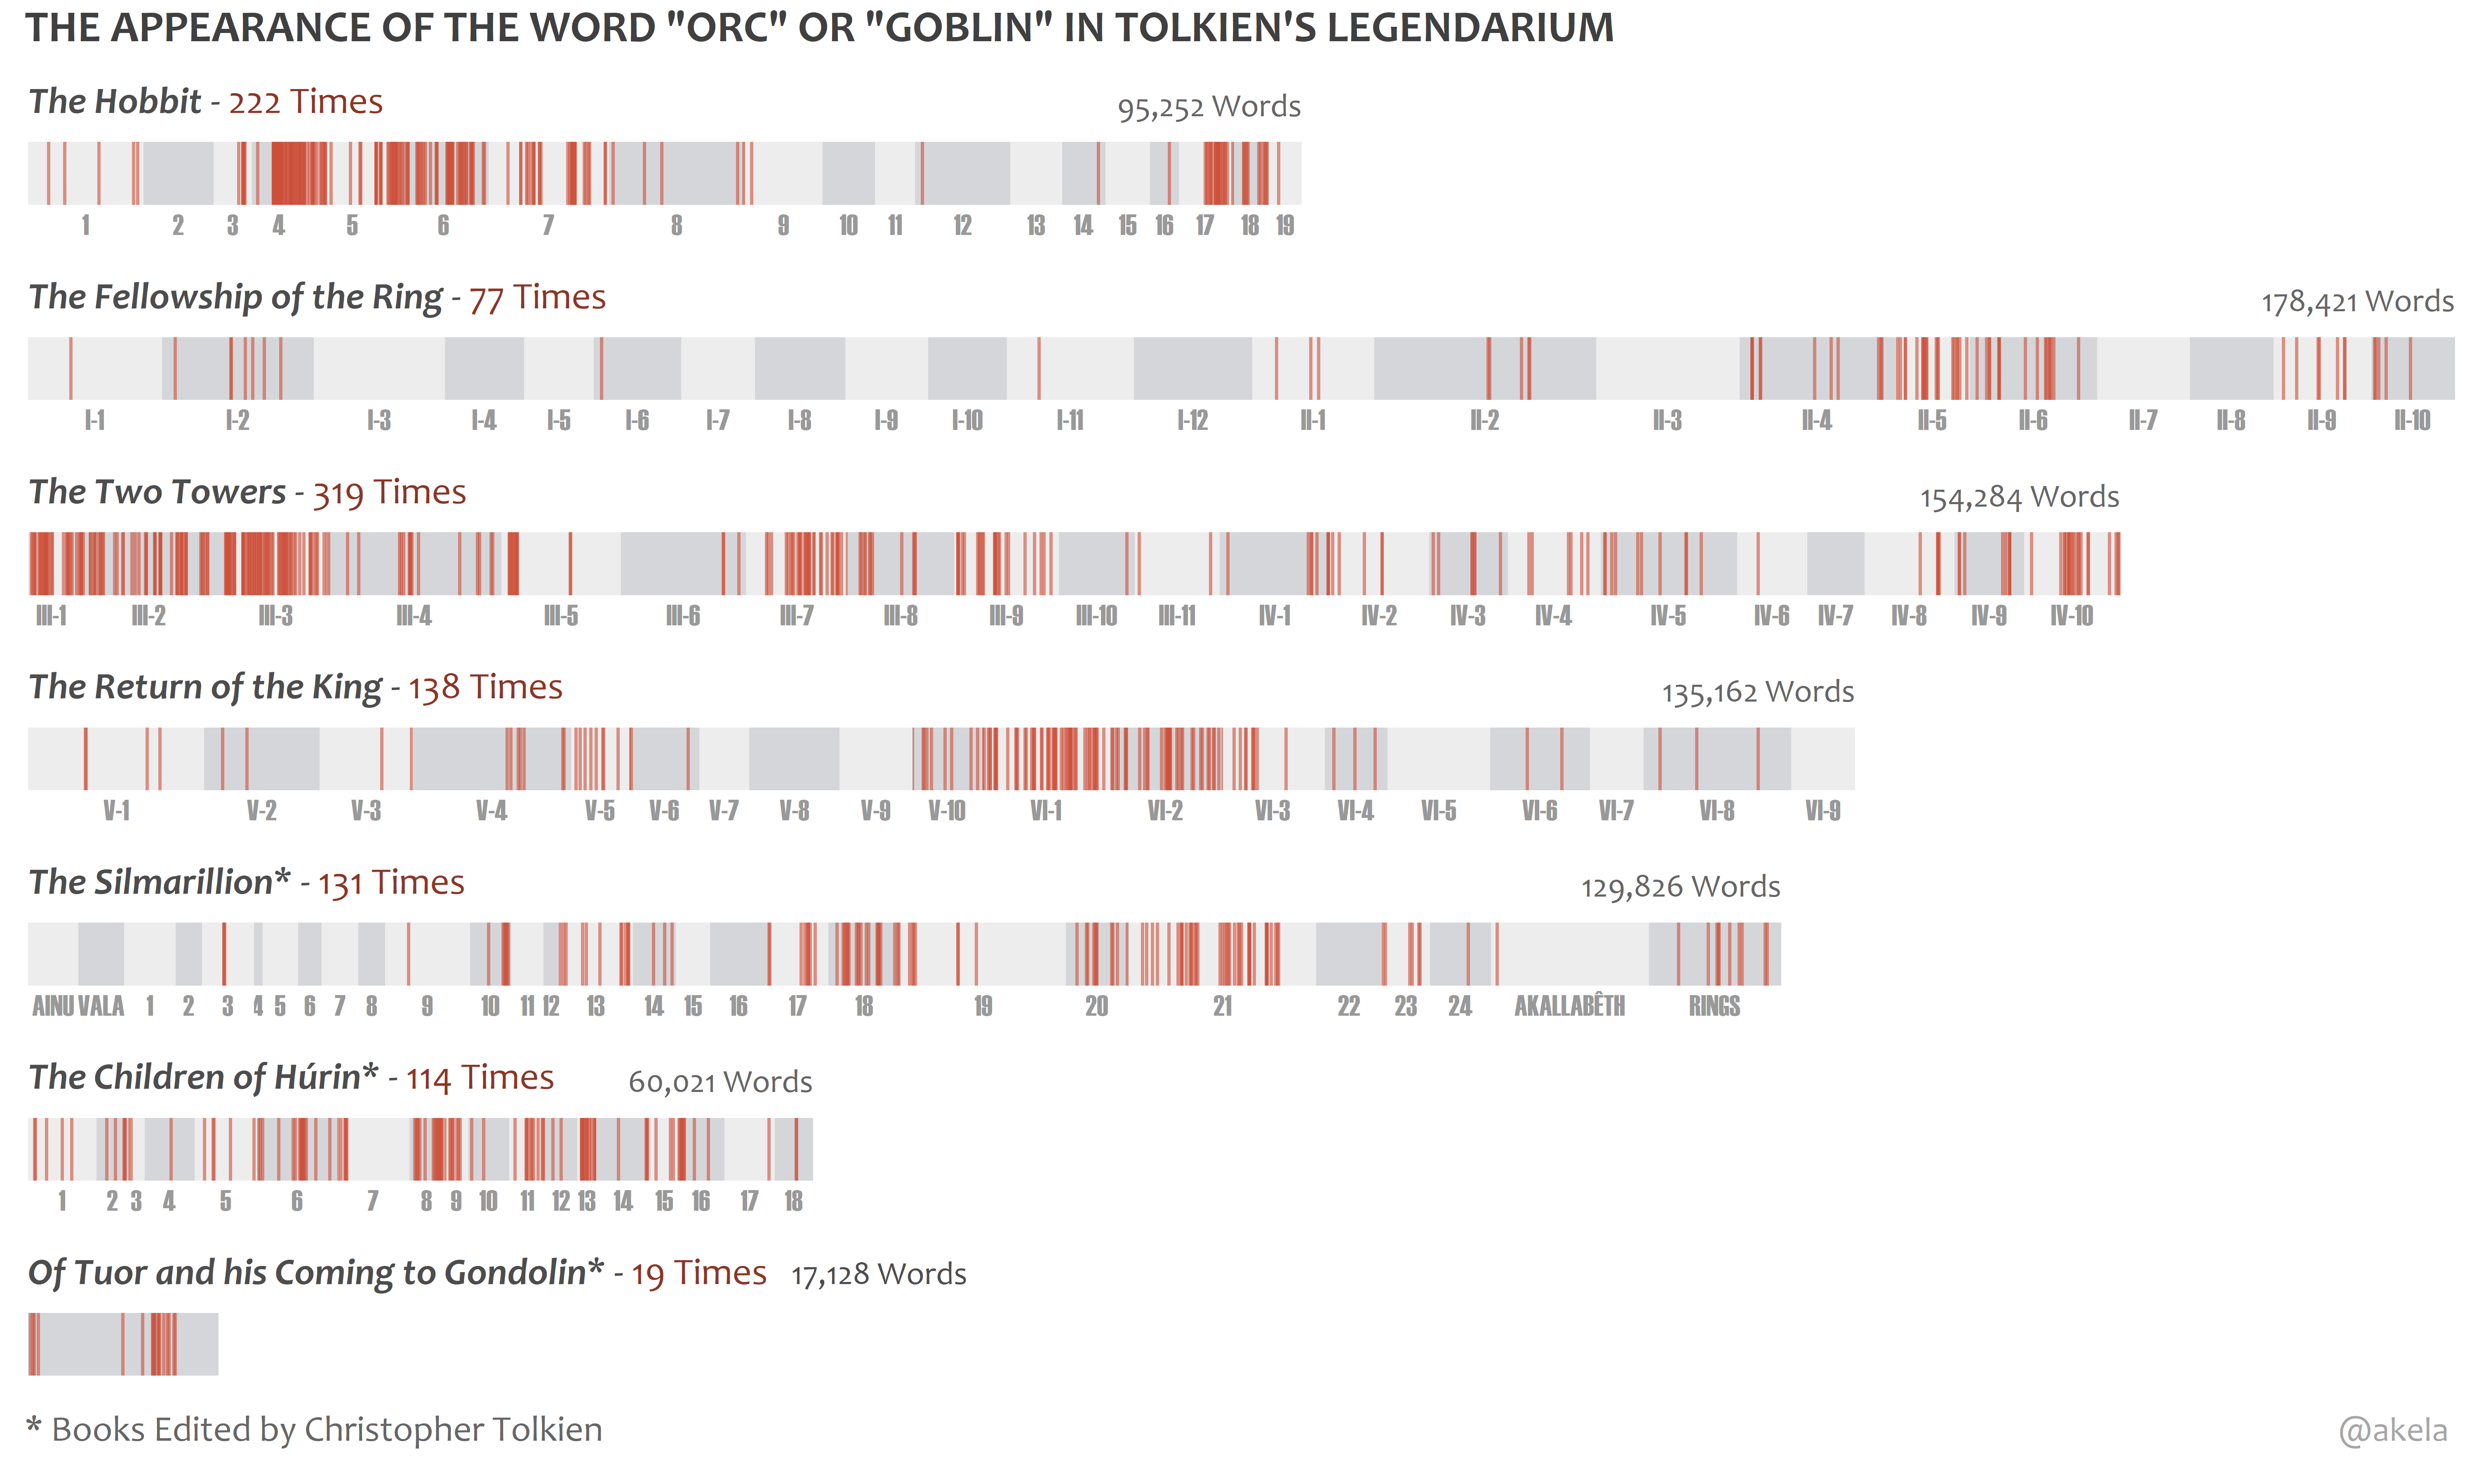 THE APPEARANCE OF THE WORD "ORC" OR "GOBLIN" IN TOLKIEN'S LEGENDARIUM
The Hobbit - 222 Times 95,252 Words
1 2 3 4 5 6 7 8 9 10 11 12 13 14 15 16 17 18 19
The Fellowship of the Ring - 77 Times 178,421 Words
I-1 I-2 I-3 I-4 I-5 I-6 I-7 I-8 I-9 I-10 I-11 I-12 II-1 II-2 II-3 II-4 II-5 II-6 II-7 II-8 II-9 II-10
The Two Towers - 319 Times 154,284 Words
III-1 III-2 III-3 III-4 III-5 III-6 III-7 III-8 III-9 III-10 III-11 IV-1 IV-2 IV-3 IV-4 IV-5 IV-6 IV-7 IV-8 IV-9 IV-10
The Return of the King - 138 Times 135,162 Words
V-1 V-2 V-3 V-4 V-5 V-6 V-7 V-8 V-9 V-10 VI-1 VI-2 VI-3 VI-4 VI-5 VI-6 VI-7 VI-8 VI-9
The Silmarillion* - 131 Times 129,826 Words
AINU VALA 1 2 3 4 5 6 7 8 9 10 11 12 13 14 15 16 17 18 19 20 21 22 23 24 AKALLABÊTH RINGS
The Children of Húrin* - 114 Times 60,021 Words
1 2 3 4 5 6 7 8 9 10 11 12 13 14 15 16 17 18
Of Tuor and his Coming to Gondolin* - 19 Times 17,128 Words
* Books Edited by Christopher Tolkien
@akela